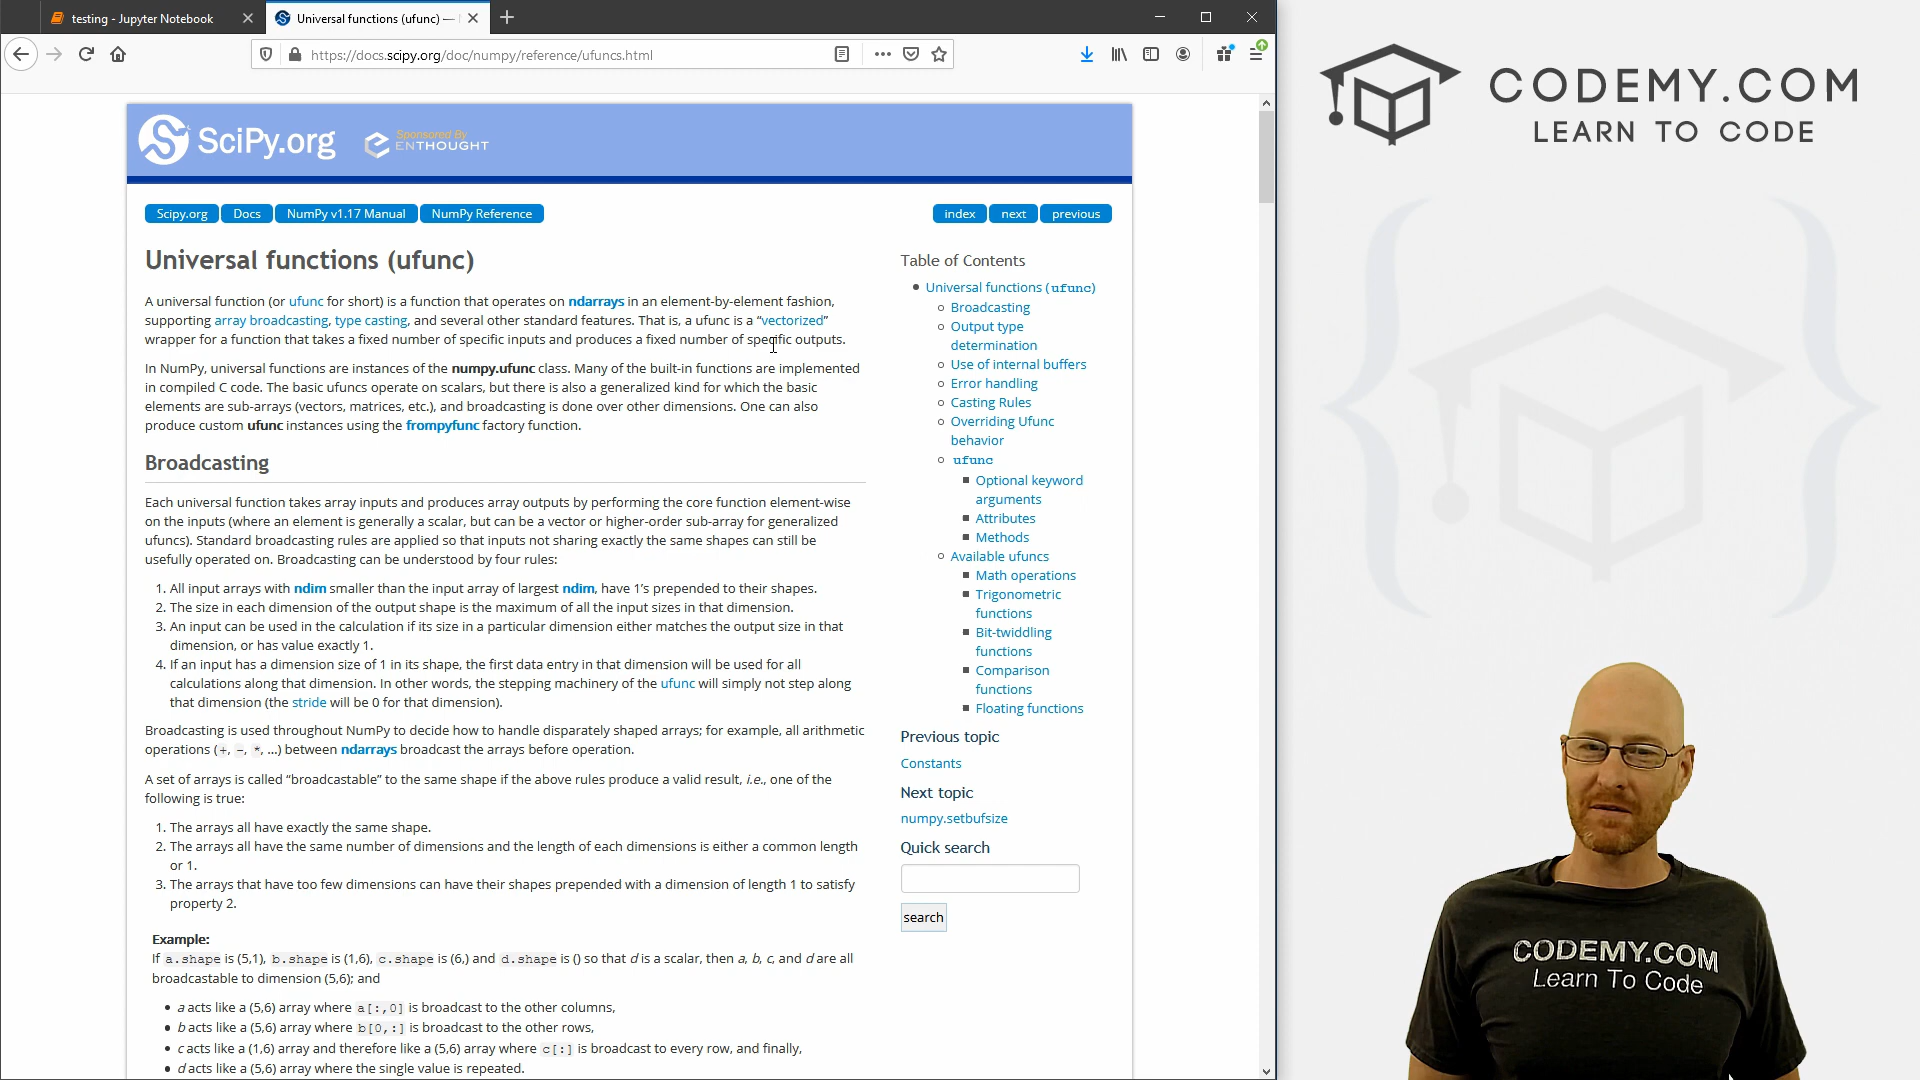 testing - Jupyter Notebook
Universal functions (ufunc) —
https://docs.scipy.org/doc/numpy/reference/ufuncs.html
SciPy.org
Sponsored By
ENTHOUGHT
Scipy.org Docs NumPy v1.17 Manual NumPy Reference
index next previous
Universal functions (ufunc)
A universal function (or ufunc for short) is a function that operates on ndarrays in an element-by-element fashion,
supporting array broadcasting, type casting, and several other standard features. That is, a ufunc is a “vectorized”
wrapper for a function that takes a fixed number of specific inputs and produces a fixed number of specific outputs.
In NumPy, universal functions are instances of the numpy.ufunc class. Many of the built-in functions are implemented
in compiled C code. The basic ufuncs operate on scalars, but there is also a generalized kind for which the basic
elements are sub-arrays (vectors, matrices, etc.), and broadcasting is done over other dimensions. One can also
produce custom ufunc instances using the frompyfunc factory function.
Broadcasting
Each universal function takes array inputs and produces array outputs by performing the core function element-wise
on the inputs (where an element is generally a scalar, but can be a vector or higher-order sub-array for generalized
ufuncs). Standard broadcasting rules are applied so that inputs not sharing exactly the same shapes can still be
usefully operated on. Broadcasting can be understood by four rules:
1. All input arrays with ndim smaller than the input array of largest ndim, have 1’s prepended to their shapes.
2. The size in each dimension of the output shape is the maximum of all the input sizes in that dimension.
3. An input can be used in the calculation if its size in a particular dimension either matches the output size in that
dimension, or has value exactly 1.
4. If an input has a dimension size of 1 in its shape, the first data entry in that dimension will be used for all
calculations along that dimension. In other words, the stepping machinery of the ufunc will simply not step along
that dimension (the stride will be 0 for that dimension).
Broadcasting is used throughout NumPy to decide how to handle disparately shaped arrays; for example, all arithmetic
operations (+, -, *, ...) between ndarrays broadcast the arrays before operation.
A set of arrays is called “broadcastable” to the same shape if the above rules produce a valid result, i.e., one of the
following is true:
1. The arrays all have exactly the same shape.
2. The arrays all have the same number of dimensions and the length of each dimensions is either a common length
or 1.
3. The arrays that have too few dimensions can have their shapes prepended with a dimension of length 1 to satisfy
property 2.
Example:
If a.shape is (5,1), b.shape is (1,6), c.shape is (6,) and d.shape is () so that d is a scalar, then a, b, c, and d are all
broadcastable to dimension (5,6); and
• a acts like a (5,6) array where a[:,0] is broadcast to the other columns,
• b acts like a (5,6) array where b[0,:] is broadcast to the other rows,
• c acts like a (1,6) array and therefore like a (5,6) array where c[:] is broadcast to every row, and finally,
• d acts like a (5,6) array where the single value is repeated.
Table of Contents
Universal functions (ufunc)
Broadcasting
Output type
determination
Use of internal buffers
Error handling
Casting Rules
Overriding Ufunc
behavior
ufunc
Optional keyword
arguments
Attributes
Methods
Available ufuncs
Math operations
Trigonometric
functions
Bit-twiddling
functions
Comparison
functions
Floating functions
Previous topic
Constants
Next topic
numpy.setbufsize
Quick search
search
CODEMY.COM
LEARN TO CODE
CODEMY.COM
Learn To Code